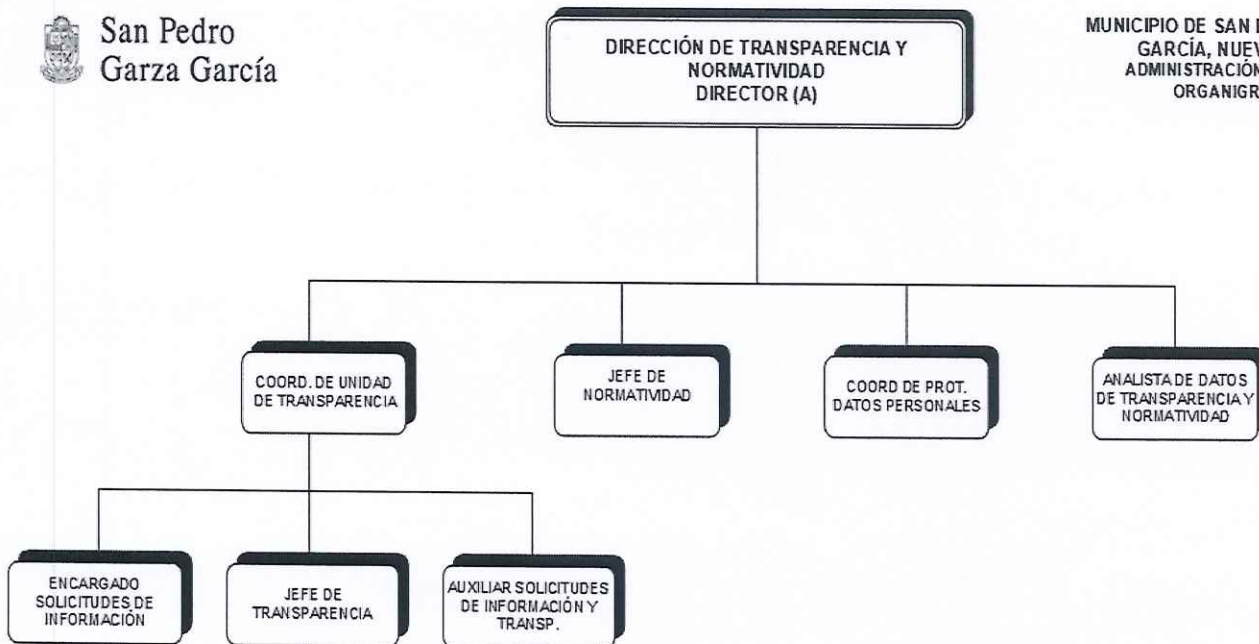 San Pedro
Garza García
DIRECCIÓN DE TRANSPARENCIA Y
NORMATIVIDAD
DIRECTOR (A)
MUNICIPIO DE SAN
GARCÍA,
ADMINISTRACIÓN
COORD. DE UNIDAD
DE TRANSPARENCIA
JEFE DE
NORMATIVIDAD
COORD DE PROT.
DATOS PERSONALES
ANALISTA DE DATOS
DE TRANSPARENCIA Y
NORMATIVIDAD
ENCARGADO
SOLICITUDES DE
INFORMACIÓN
JEFE DE
TRANSPARENCIA
AUXILIAR SOLICITUDES
DE INFORMACIÓN Y
TRANSP.